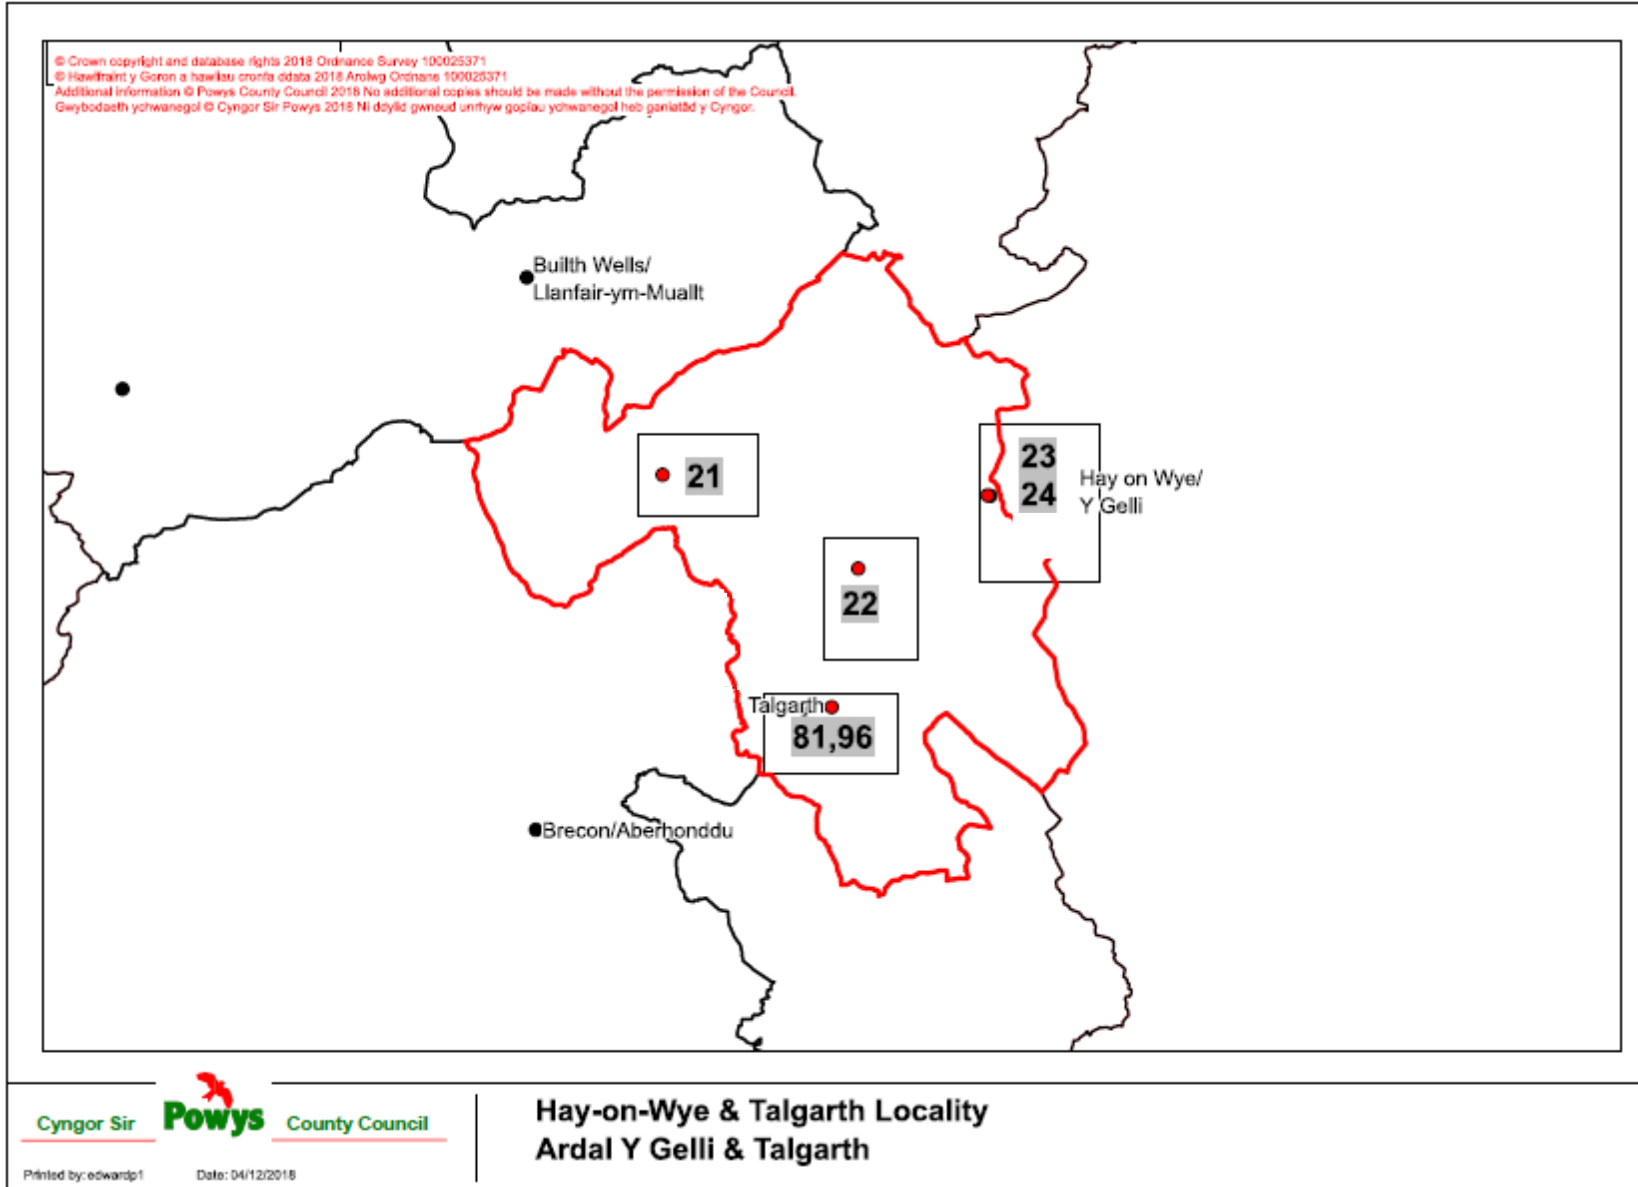 © Crown copyright and database rights 2018 Ordnance Survey 100025371
© Hawlfraint y Goron a hawliau cronfa ddata 2018 Arolwg Ordnans 100025371
Additional Information © Powys County Council 2018 No additional copies should be made without the permission of the Council.
Gwybodaeth ychwanegol © Cyngor Sir Powys 2018 Ni ddylid gwneud unrhyw gopïau ychwanegol heb ganiatâd y Cyngor.
Builth Wells/
Llanfair-ym-Muallt
21
23
24
Hay on Wye/
Y Gelli
22
Talgarth
81,96
Brecon/Aberhonddu
Cyngor Sir Powys County Council
Hay-on-Wye & Talgarth Locality
Ardal Y Gelli & Talgarth
Printed by: edwardp1 Date: 04/12/2018